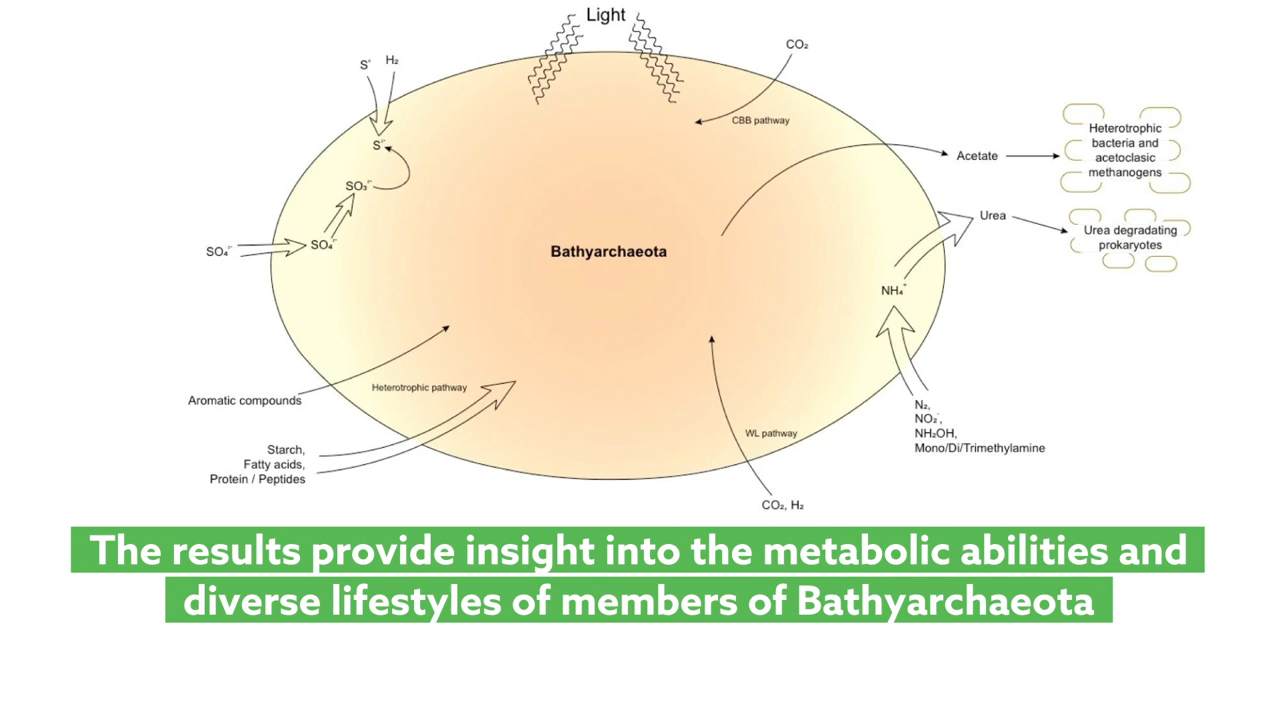 Light
S°
H₂
CO₂
S²⁻
CBB pathway
SO₃²⁻
SO₄²⁻
SO₄²⁻
Acetate
Heterotrophic
bacteria and
acetoclasic
methanogens
Urea
Urea degrading
prokaryotes
Bathyarchaeota
NH₄⁺
Aromatic compounds
Heterotrophic pathway
Starch,
Fatty acids,
Protein / Peptides
WL pathway
CO₂, H₂
N₂,
NO₂⁻,
NH₂OH,
Mono/Di/Trimethylamine
The results provide insight into the metabolic abilities and
diverse lifestyles of members of Bathyarchaeota